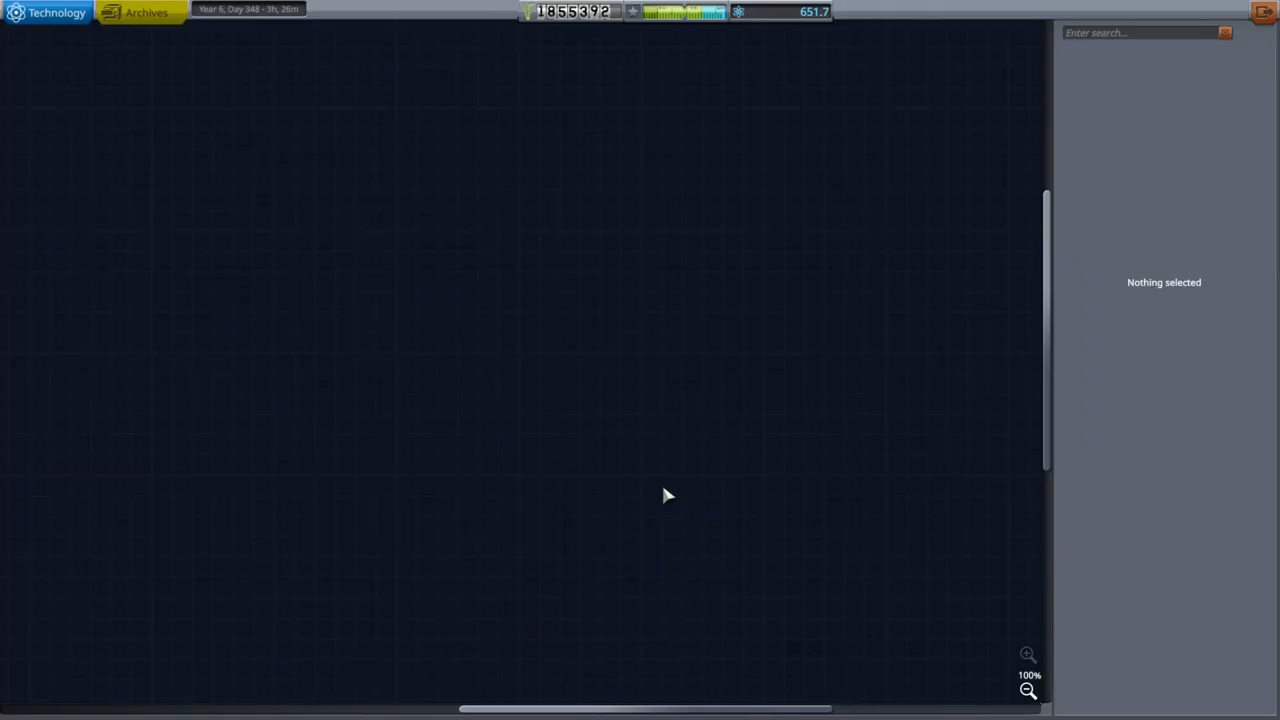 Technology
Archives
Year 6, Day 348 - 3h, 26m
1855392
651.7
Enter search...
Nothing selected
100%